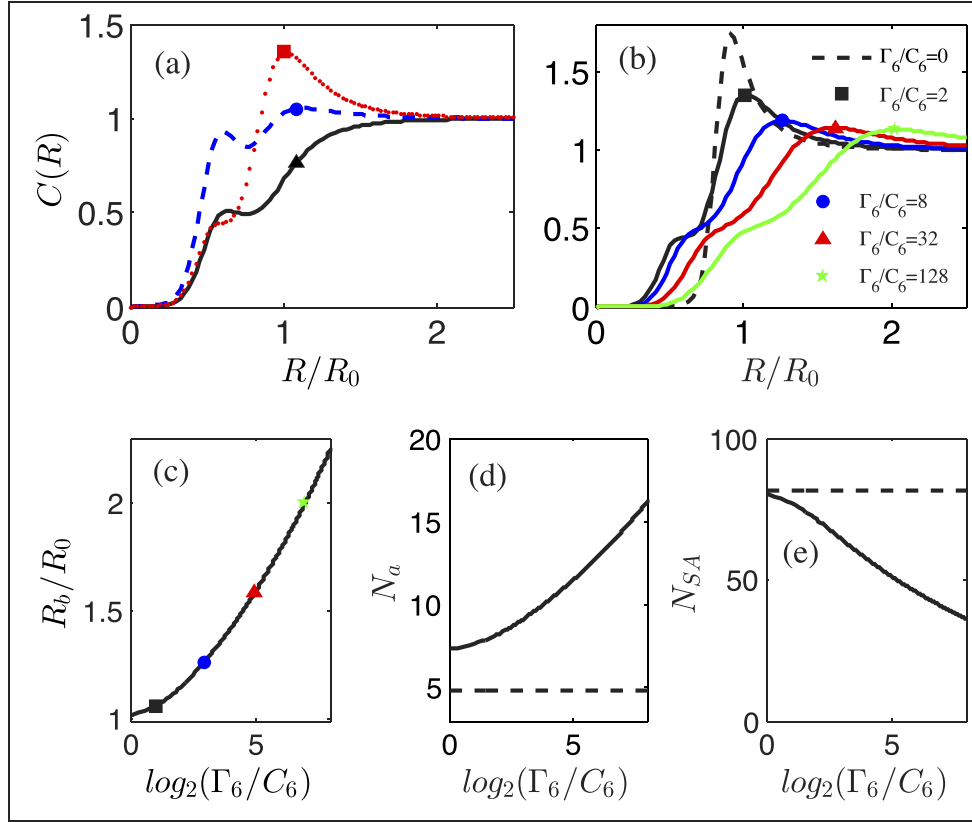 (a)
1.5
1
0.5
0
C(R)
0 1 2
R/R₀
(b)
1.5
1
0.5
0
Γ₆/C₆=0
Γ₆/C₆=2
Γ₆/C₆=8
Γ₆/C₆=32
Γ₆/C₆=128
0 1 2
R/R₀
(c)
2
1.5
1
R_b/R₀
0 5
log₂(Γ₆/C₆)
(d)
20
15
10
5
N_a
0 5
log₂(Γ₆/C₆)
(e)
100
50
0
N_SA
0 5
log₂(Γ₆/C₆)